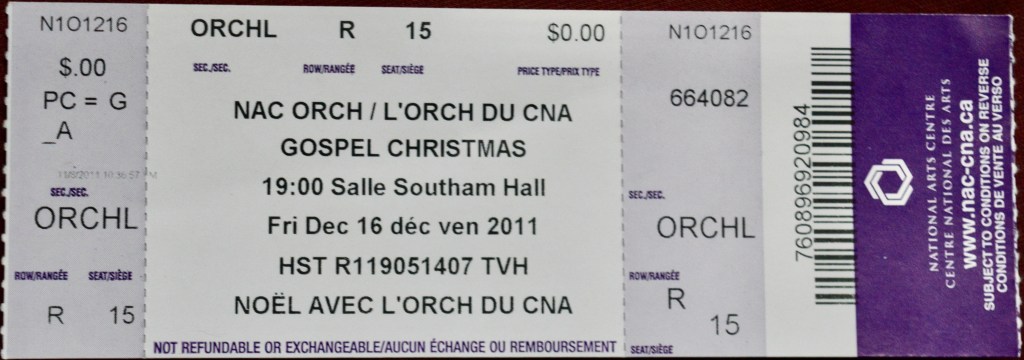 N1O1216
$.00
PC = G
_A
SEC./SEC.
ORCHL
ROW/RANGÉE SEAT/SIÈGE
R 15
ORCHL R 15 $0.00
SEC./SEC. ROW/RANGÉE SEAT/SIÈGE PRICE TYPE/PRIX TYPE
NAC ORCH / L'ORCH DU CNA
GOSPEL CHRISTMAS
19:00 Salle Southam Hall
Fri Dec 16 déc ven 2011
HST R119051407 TVH
NOËL AVEC L'ORCH DU CNA
NOT REFUNDABLE OR EXCHANGEABLE/AUCUN ÉCHANGE OU REMBOURSEMENT
N1O1216
664082
SEC./SEC.
ORCHL
ROW/RANGÉE
R
15
SEAT/SIÈGE
760896920984
NATIONAL ARTS CENTRE
CENTRE NATIONAL DES ARTS
www.nac-cna.ca
SUBJECT TO CONDITIONS ON REVERSE
CONDITIONS DE VENTE AU VERSO